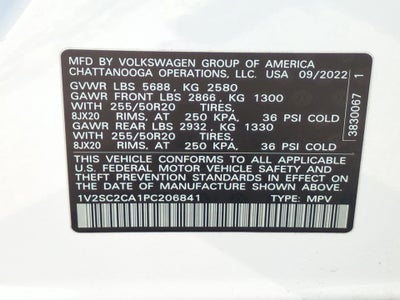 MFD BY VOLKSWAGEN GROUP OF AMERICA
CHATTANOOGA OPERATIONS, LLC. USA 09/2022
GVWR LBS 5688, KG 2580
GAWR FRONT LBS 2866, KG 1300
WITH 255/50R20 TIRES,
8JX20 RIMS, AT 250 KPA, 36 PSI COLD
GAWR REAR LBS 2932, KG 1330
WITH 255/50R20 TIRES,
8JX20 RIMS, AT 250 KPA, 36 PSI COLD
THIS VEHICLE CONFORMS TO ALL APPLICABLE
U.S. FEDERAL MOTOR VEHICLE SAFETY AND
THEFT PREVENTION STANDARDS IN EFFECT ON
THE DATE OF MANUFACTURE SHOWN ABOVE.
1V2SC2CA1PC206841 TYPE: MPV
3830067 1